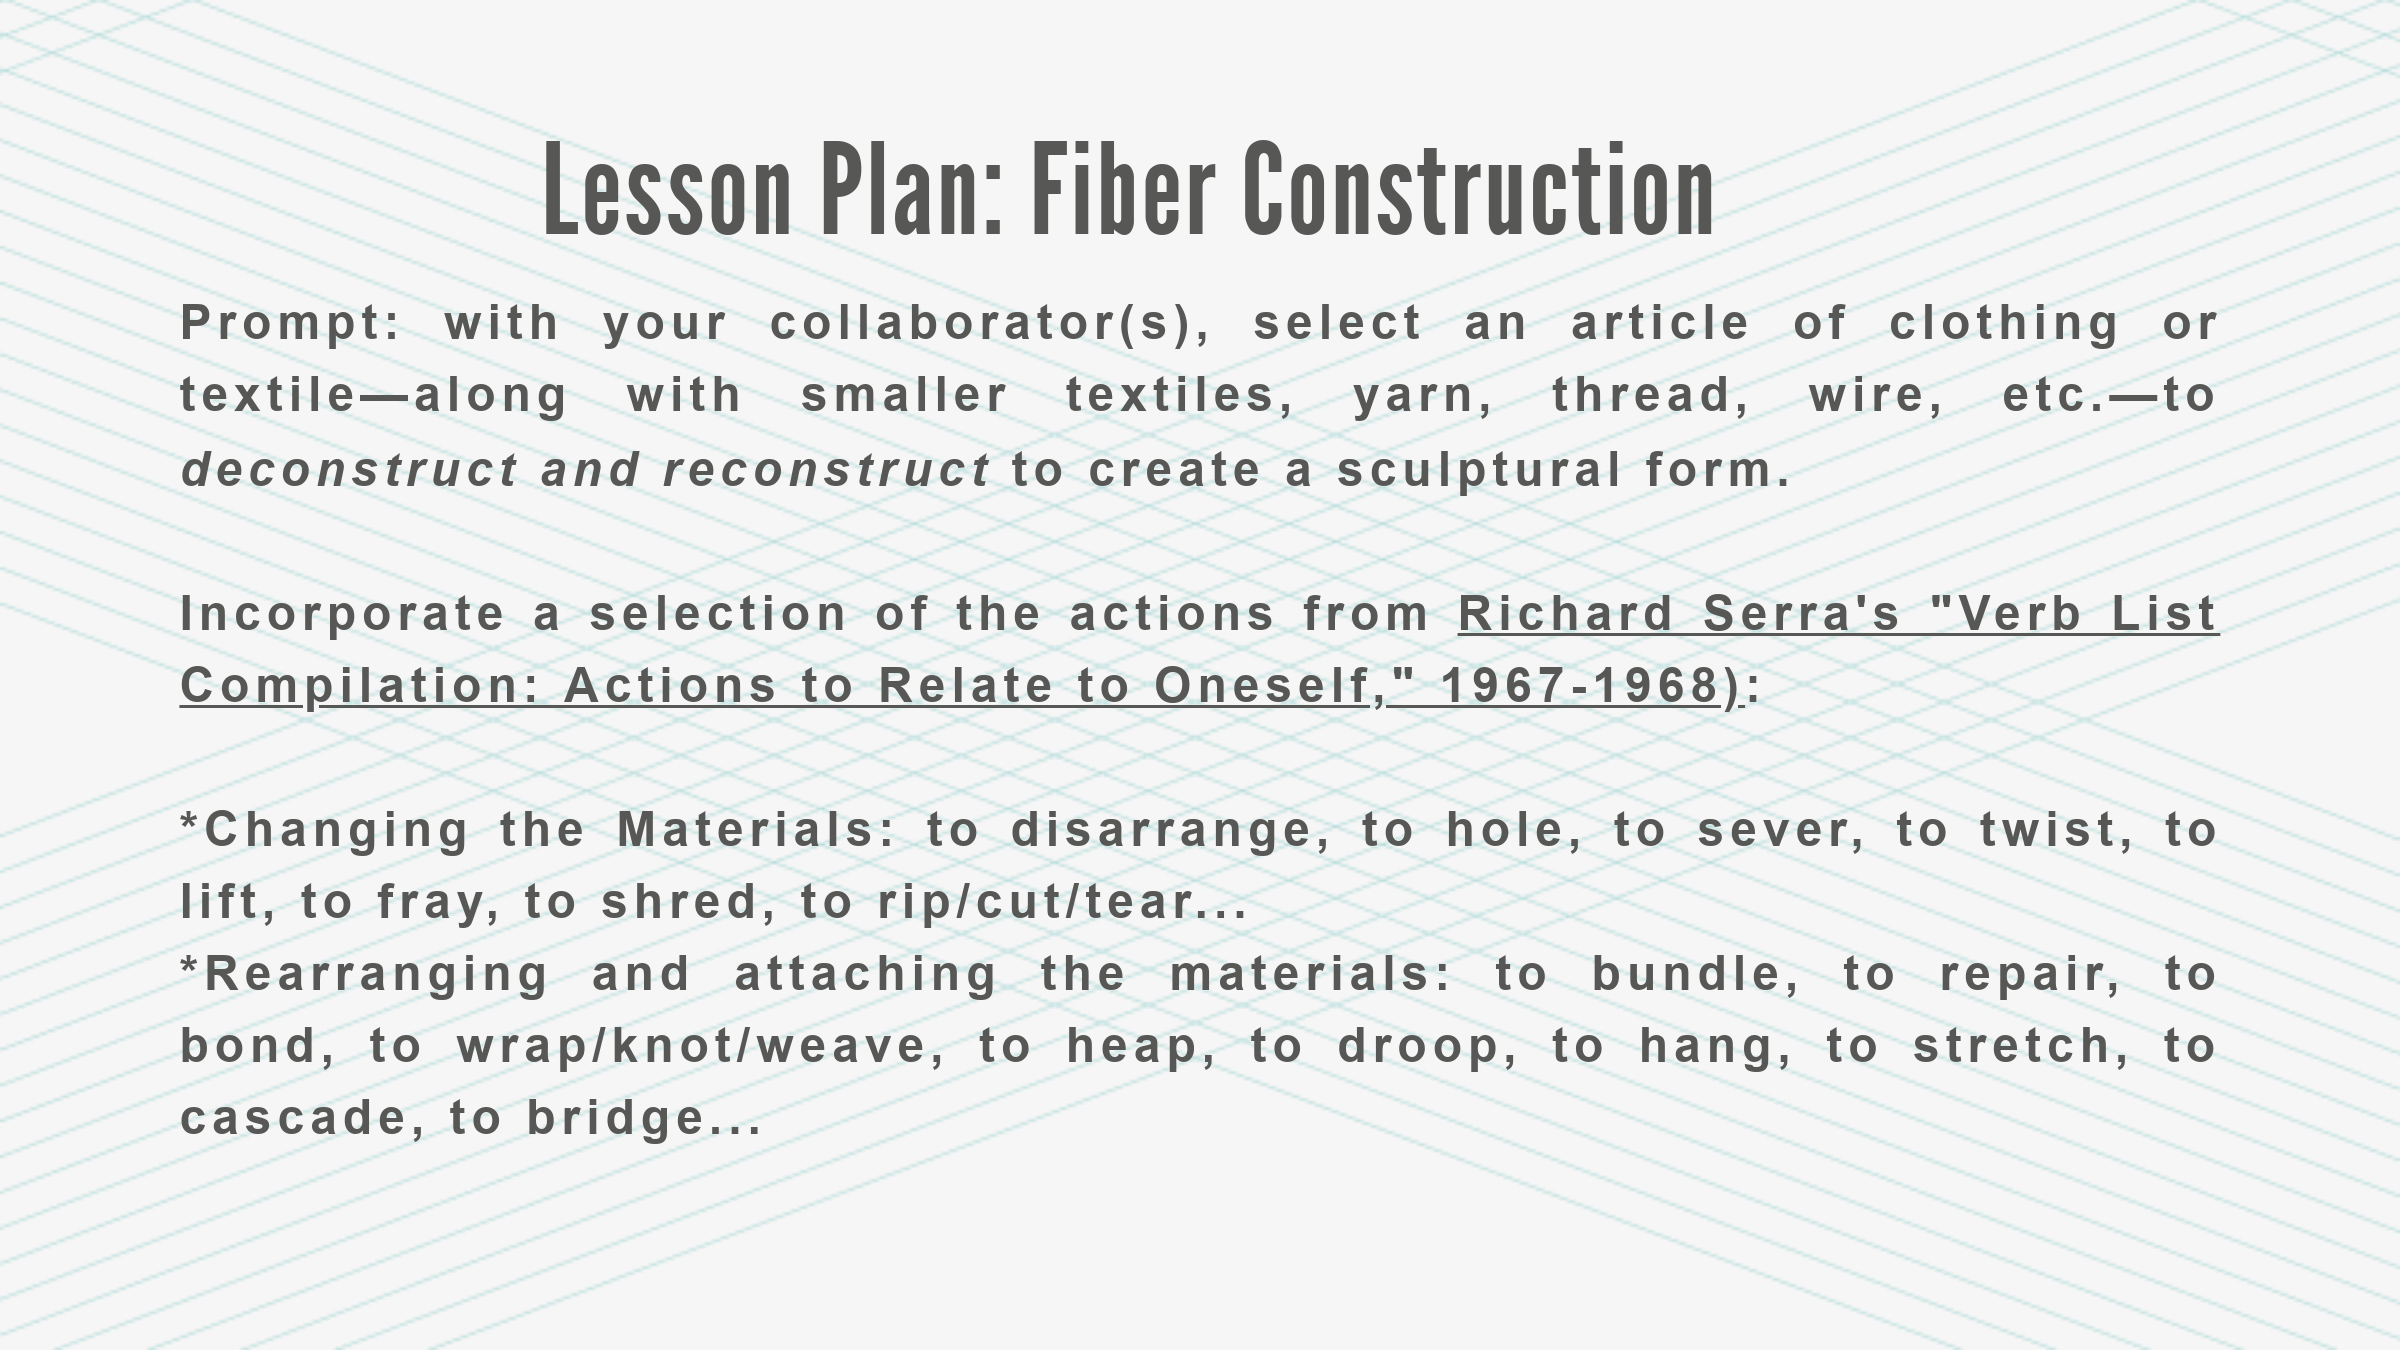 Lesson Plan: Fiber Construction
Prompt: with your collaborator(s), select an article of clothing or
textile—along with smaller textiles, yarn, thread, wire, etc.—to
deconstruct and reconstruct to create a sculptural form.
Incorporate a selection of the actions from Richard Serra's "Verb List
Compilation: Actions to Relate to Oneself," 1967-1968):
*Changing the Materials: to disarrange, to hole, to sever, to twist, to
lift, to fray, to shred, to rip/cut/tear...
*Rearranging and attaching the materials: to bundle, to repair, to
bond, to wrap/knot/weave, to heap, to droop, to hang, to stretch, to
cascade, to bridge...